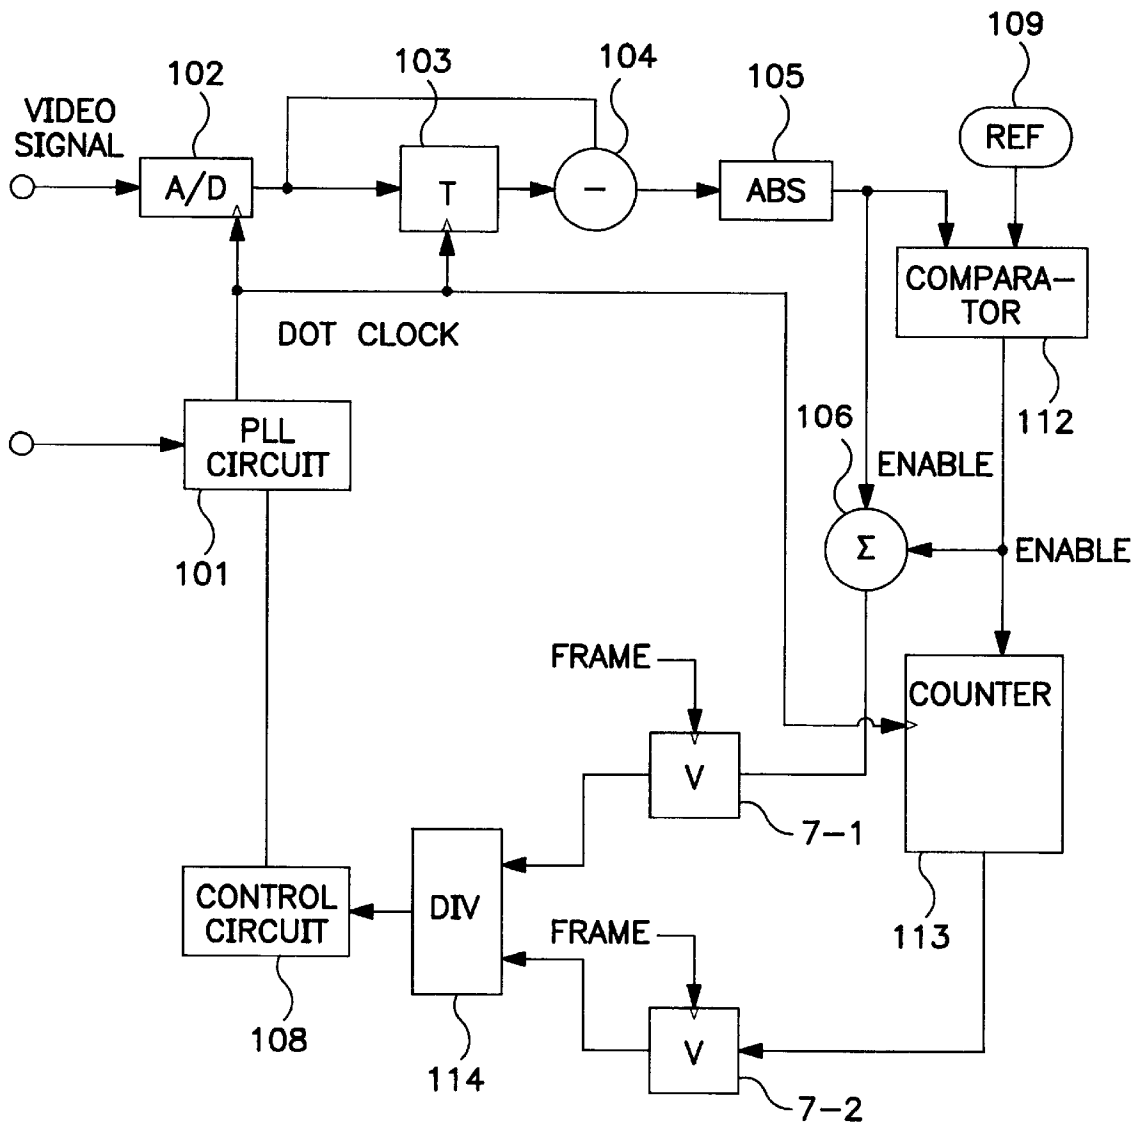 109
102
103
104
105
VIDEO
SIGNAL
REF
A/D
T
−
ABS
COMPARA-
TOR
DOT CLOCK
112
106
PLL
CIRCUIT
ENABLE
101
Σ
ENABLE
FRAME
COUNTER
V
7-1
CONTROL
CIRCUIT
DIV
FRAME
113
108
114
V
7-2